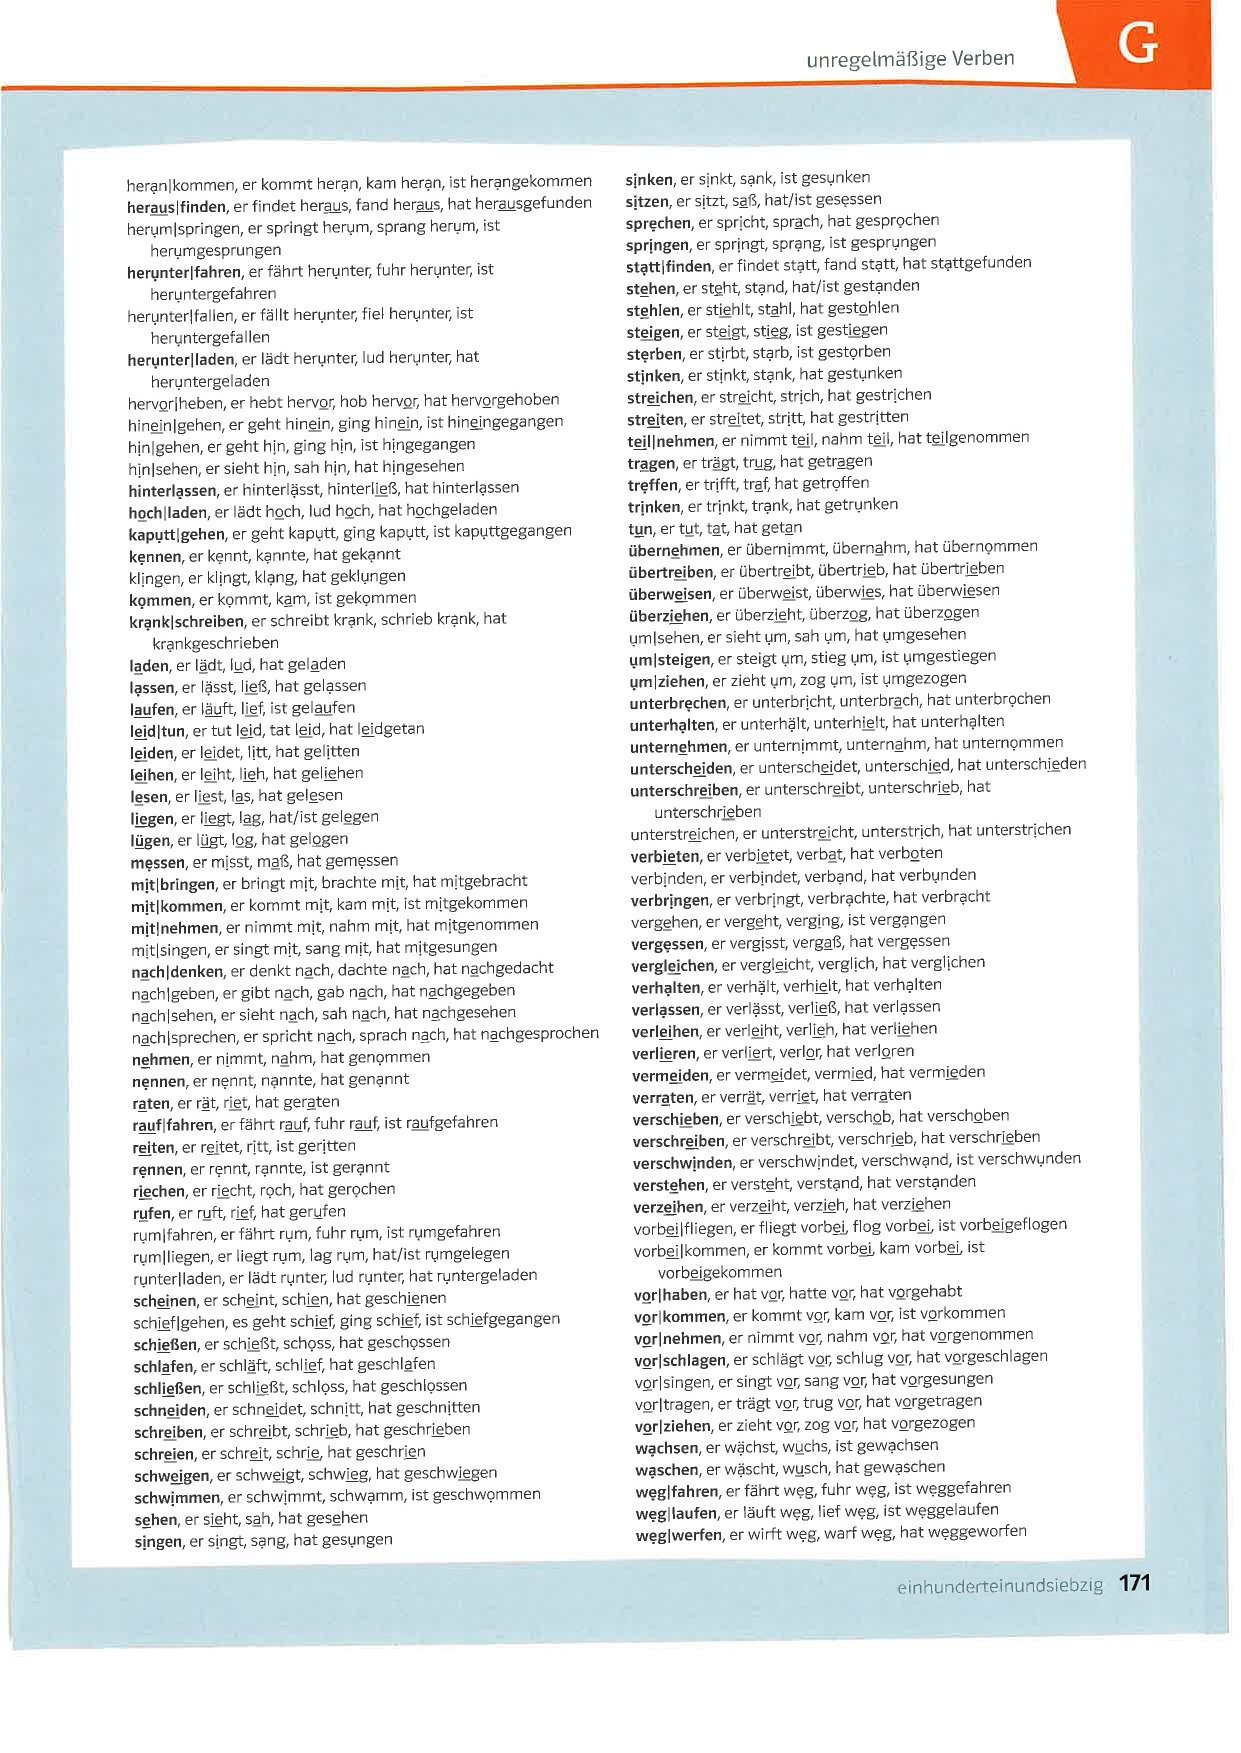 unregelmäßige Verben
G
heran|kommen, er kommt heran, kam heran, ist herangekommen
heraus|finden, er findet heraus, fand heraus, hat herausgefunden
herum|springen, er springt herum, sprang herum, ist
herumgesprungen
herunter|fahren, er fährt herunter, fuhr herunter, ist
heruntergefahren
herunter|fallen, er fällt herunter, fiel herunter, ist
heruntergefallen
herunter|laden, er lädt herunter, lud herunter, hat
heruntergeladen
hervor|heben, er hebt hervor, hob hervor, hat hervorgehoben
hinein|gehen, er geht hinein, ging hinein, ist hineingegangen
hin|gehen, er geht hin, ging hin, ist hingegangen
hin|sehen, er sieht hin, sah hin, hat hingesehen
hinterlassen, er hinterlässt, hinterließ, hat hinterlassen
hoch|laden, er lädt hoch, lud hoch, hat hochgeladen
kaputt|gehen, er geht kaputt, ging kaputt, ist kaputtgegangen
kennen, er kennt, kannte, hat gekannt
klingen, er klingt, klang, hat geklungen
kommen, er kommt, kam, ist gekommen
krank|schreiben, er schreibt krank, schrieb krank, hat
krankgeschrieben
laden, er lädt, lud, hat geladen
lassen, er lässt, ließ, hat gelassen
laufen, er läuft, lief, ist gelaufen
leid|tun, er tut leid, tat leid, hat leidgetan
leiden, er leidet, litt, hat gelitten
leihen, er leiht, lieh, hat geliehen
lesen, er liest, las, hat gelesen
liegen, er liegt, lag, hat/ist gelegen
lügen, er lügt, log, hat gelogen
messen, er misst, maß, hat gemessen
mit|bringen, er bringt mit, brachte mit, hat mitgebracht
mit|kommen, er kommt mit, kam mit, ist mitgekommen
mit|nehmen, er nimmt mit, nahm mit, hat mitgenommen
mit|singen, er singt mit, sang mit, hat mitgesungen
nach|denken, er denkt nach, dachte nach, hat nachgedacht
nach|geben, er gibt nach, gab nach, hat nachgegeben
nach|sehen, er sieht nach, sah nach, hat nachgesehen
nach|sprechen, er spricht nach, sprach nach, hat nachgesprochen
nehmen, er nimmt, nahm, hat genommen
nennen, er nennt, nannte, hat genannt
raten, er rät, riet, hat geraten
rauf|fahren, er fährt rauf, fuhr rauf, ist raufgefahren
reiten, er reitet, ritt, ist geritten
rennen, er rennt, rannte, ist gerannt
riechen, er riecht, roch, hat gerochen
rufen, er ruft, rief, hat gerufen
rum|fahren, er fährt rum, fuhr rum, ist rumgefahren
rum|liegen, er liegt rum, lag rum, hat/ist rumgelegen
runter|laden, er lädt runter, lud runter, hat runtergeladen
scheinen, er scheint, schien, hat geschienen
schief|gehen, es geht schief, ging schief, ist schiefgegangen
schießen, er schießt, schoss, hat geschossen
schlafen, er schläft, schlief, hat geschlafen
schließen, er schließt, schloss, hat geschlossen
schneiden, er schneidet, schnitt, hat geschnitten
schreiben, er schreibt, schrieb, hat geschrieben
schreien, er schreit, schrie, hat geschrien
schweigen, er schweigt, schwieg, hat geschwiegen
schwimmen, er schwimmt, schwamm, ist geschwommen
sehen, er sieht, sah, hat gesehen
singen, er singt, sang, hat gesungen
sinken, er sinkt, sank, ist gesunken
sitzen, er sitzt, saß, hat/ist gesessen
sprechen, er spricht, sprach, hat gesprochen
springen, er springt, sprang, ist gesprungen
statt|finden, er findet statt, fand statt, hat stattgefunden
stehen, er steht, stand, hat/ist gestanden
stehlen, er stiehlt, stahl, hat gestohlen
steigen, er steigt, stieg, ist gestiegen
sterben, er stirbt, starb, ist gestorben
stinken, er stinkt, stank, hat gestunken
streichen, er streicht, strich, hat gestrichen
streiten, er streitet, stritt, hat gestritten
teil|nehmen, er nimmt teil, nahm teil, hat teilgenommen
tragen, er trägt, trug, hat getragen
treffen, er trifft, traf, hat getroffen
trinken, er trinkt, trank, hat getrunken
tun, er tut, tat, hat getan
übernehmen, er übernimmt, übernahm, hat übernommen
übertreiben, er übertreibt, übertrieb, hat übertrieben
überweisen, er überweist, überwies, hat überwiesen
überziehen, er überzieht, überzog, hat überzogen
um|sehen, er sieht um, sah um, hat umgesehen
um|steigen, er steigt um, stieg um, ist umgestiegen
um|ziehen, er zieht um, zog um, ist umgezogen
unterbrechen, er unterbricht, unterbrach, hat unterbrochen
unterhalten, er unterhält, unterhielt, hat unterhalten
unternehmen, er unternimmt, unternahm, hat unternommen
unterscheiden, er unterscheidet, unterschied, hat unterschieden
unterschreiben, er unterschreibt, unterschrieb, hat
unterschrieben
unterstreichen, er unterstreicht, unterstrich, hat unterstrichen
verbieten, er verbietet, verbat, hat verboten
verbinden, er verbindet, verband, hat verbunden
verbringen, er verbringt, verbrachte, hat verbracht
vergehen, er vergeht, verging, ist vergangen
vergessen, er vergisst, vergaß, hat vergessen
vergleichen, er vergleicht, verglich, hat verglichen
verhalten, er verhält, verhielt, hat verhalten
verlassen, er verlässt, verließ, hat verlassen
verleihen, er verleiht, verlieh, hat verliehen
verlieren, er verliert, verlor, hat verloren
vermeiden, er vermeidet, vermied, hat vermieden
verraten, er verrät, verriet, hat verraten
verschieben, er verschiebt, verschob, hat verschoben
verschreiben, er verschreibt, verschrieb, hat verschrieben
verschwinden, er verschwindet, verschwand, ist verschwunden
verstehen, er versteht, verstand, hat verstanden
verzeihen, er verzeiht, verzieh, hat verziehen
vorbei|fliegen, er fliegt vorbei, flog vorbei, ist vorbeigeflogen
vorbei|kommen, er kommt vorbei, kam vorbei, ist
vorbeigekommen
vor|haben, er hat vor, hatte vor, hat vorgehabt
vor|kommen, er kommt vor, kam vor, ist vorkommen
vor|nehmen, er nimmt vor, nahm vor, hat vorgenommen
vor|schlagen, er schlägt vor, schlug vor, hat vorgeschlagen
vor|singen, er singt vor, sang vor, hat vorgesungen
vor|tragen, er trägt vor, trug vor, hat vorgetragen
vor|ziehen, er zieht vor, zog vor, hat vorgezogen
wachsen, er wächst, wuchs, ist gewachsen
waschen, er wäscht, wusch, hat gewaschen
weg|fahren, er fährt weg, fuhr weg, ist weggefahren
weg|laufen, er läuft weg, lief weg, ist weggelaufen
weg|werfen, er wirft weg, warf weg, hat weggeworfen
einhunderteinundsiebzig 171